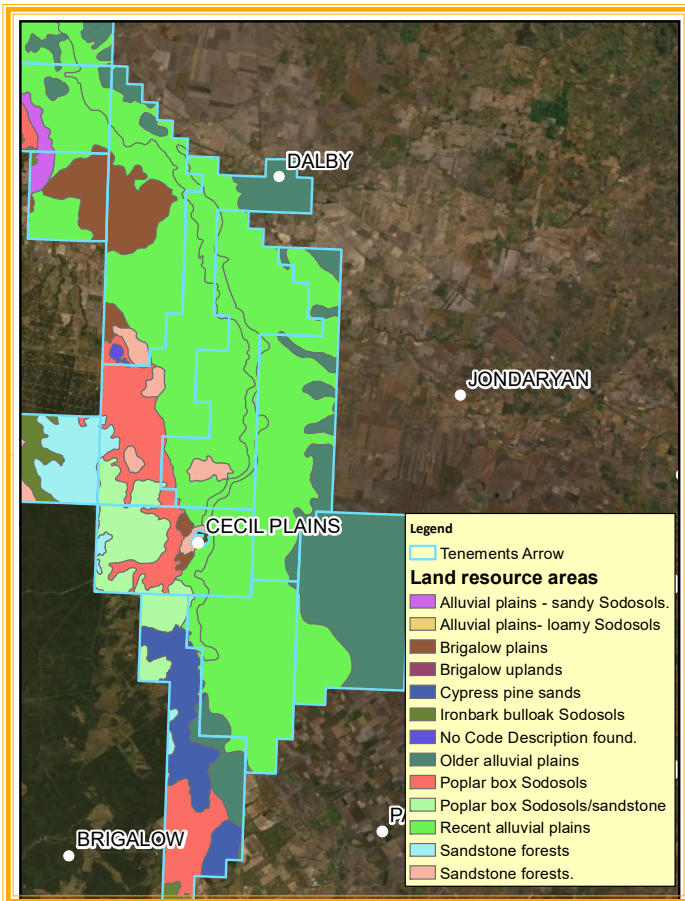 DALBY
JONDARYAN
CECIL PLAINS
BRIGALOW
Legend
Tenements Arrow
Land resource areas
Alluvial plains - sandy Sodosols.
Alluvial plains- loamy Sodosols
Brigalow plains
Brigalow uplands
Cypress pine sands
Ironbark bulloak Sodosols
No Code Description found.
Older alluvial plains
Poplar box Sodosols
Poplar box Sodosols/sandstone
Recent alluvial plains
Sandstone forests
Sandstone forests.